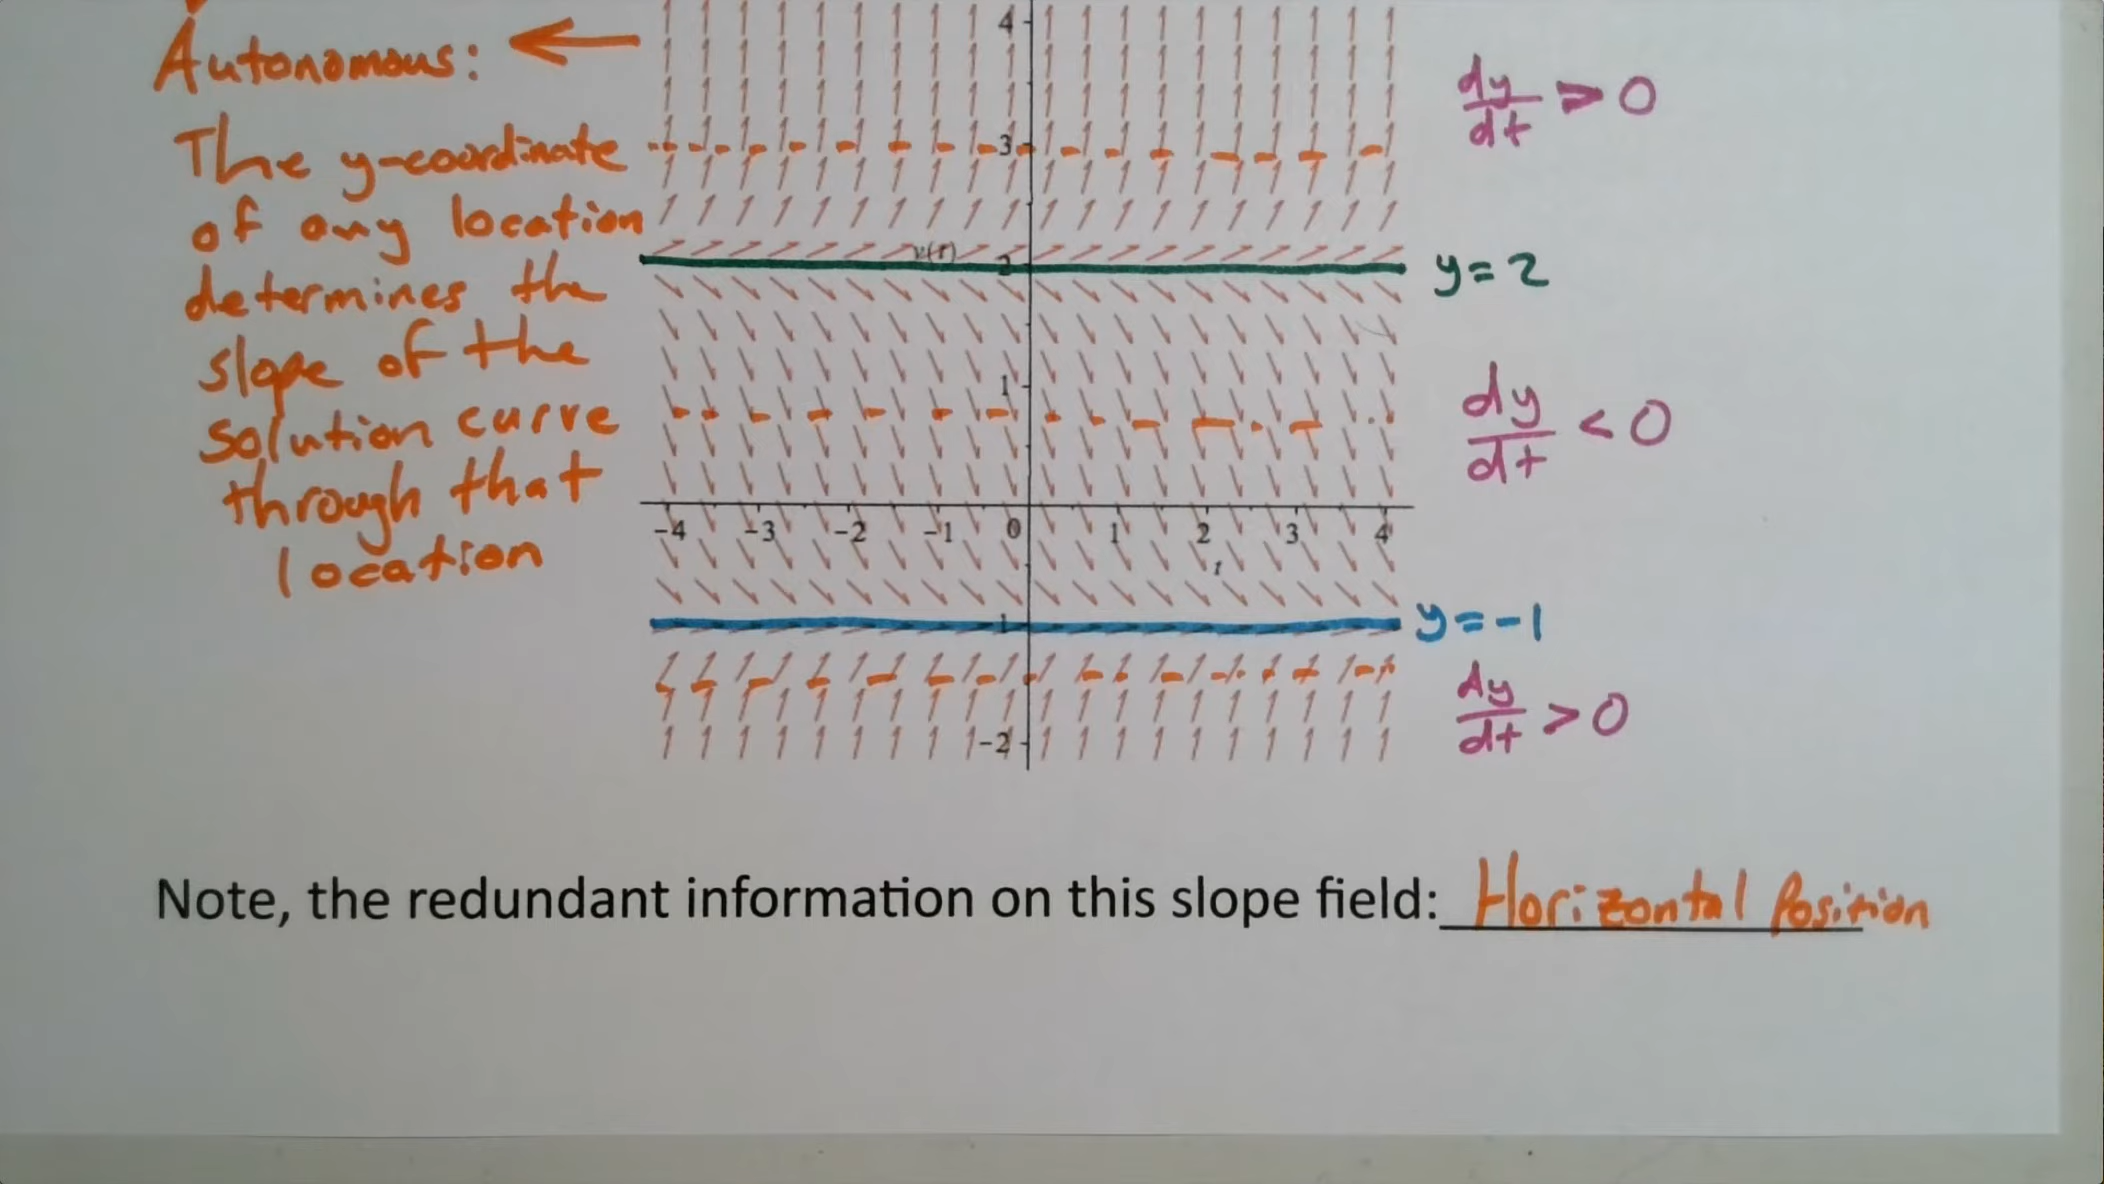 Autonomous:
The y-coordinate
of any location
determines the
slope of the
solution curve
through that
location
4
3
2
1
-4 -3 -2 -1 0 1 2 3 4
t
y(t)
1
-2
dy/dt > 0
y = 2
dy/dt < 0
y = -1
dy/dt > 0
Note, the redundant information on this slope field: Horizontal Position